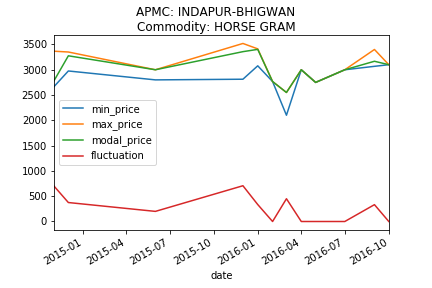 APMC: INDAPUR-BHIGWAN
Commodity: HORSE GRAM
3500
3000
2500
2000
1500
1000
500
0
min_price
max_price
modal_price
fluctuation
2015-01
2015-04
2015-07
2015-10
2016-01
2016-04
2016-07
2016-10
date